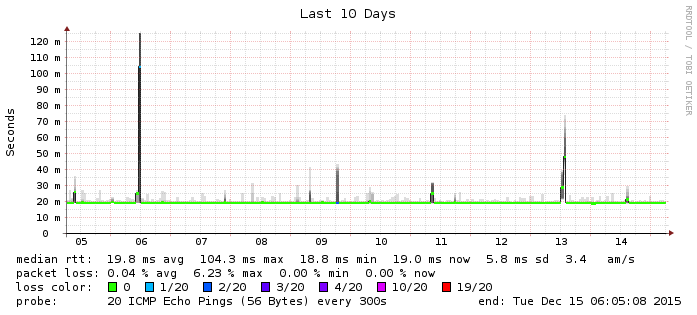 Last 10 Days
RRDTOOL / TOBI OETIKER
Seconds
120 m
110 m
100 m
90 m
80 m
70 m
60 m
50 m
40 m
30 m
20 m
10 m
0
05 06 07 08 09 10 11 12 13 14
median rtt: 19.8 ms avg 104.3 ms max 18.8 ms min 19.0 ms now 5.8 ms sd 3.4 am/s
packet loss: 0.04 % avg 6.23 % max 0.00 % min 0.00 % now
loss color: 0 1/20 2/20 3/20 4/20 10/20 19/20
probe: 20 ICMP Echo Pings (56 Bytes) every 300s end: Tue Dec 15 06:05:08 2015